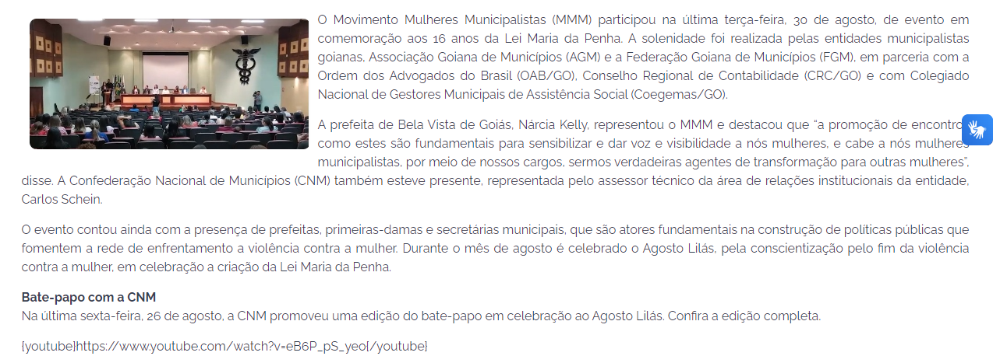 O Movimento Mulheres Municipalistas (MMM) participou na última terça-feira, 30 de agosto, de evento em
comemoração aos 16 anos da Lei Maria da Penha. A solenidade foi realizada pelas entidades municipalistas
goianas, Associação Goiana de Municípios (AGM) e a Federação Goiana de Municípios (FGM), em parceria com a
Ordem dos Advogados do Brasil (OAB/GO), Conselho Regional de Contabilidade (CRC/GO) e com Colegiado
Nacional de Gestores Municipais de Assistência Social (Coegemas/GO).
A prefeita de Bela Vista de Goiás, Nárcia Kelly, representou o MMM e destacou que “a promoção de encontro
como estes são fundamentais para sensibilizar e dar voz e visibilidade a nós mulheres, e cabe a nós mulheres
municipalistas, por meio de nossos cargos, sermos verdadeiras agentes de transformação para outras mulheres”,
disse. A Confederação Nacional de Municípios (CNM) também esteve presente, representada pelo assessor técnico da área de relações institucionais da entidade,
Carlos Schein.
O evento contou ainda com a presença de prefeitas, primeiras-damas e secretárias municipais, que são atores fundamentais na construção de políticas públicas que
fomentem a rede de enfrentamento a violência contra a mulher. Durante o mês de agosto é celebrado o Agosto Lilás, pela conscientização pelo fim da violência
contra a mulher, em celebração a criação da Lei Maria da Penha.
Bate-papo com a CNM
Na última sexta-feira, 26 de agosto, a CNM promoveu uma edição do bate-papo em celebração ao Agosto Lilás. Confira a edição completa.
{youtube}https://www.youtube.com/watch?v=eB6P_pS_yeo{/youtube}